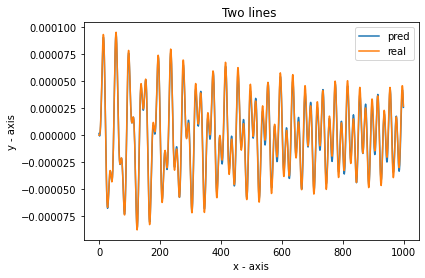 Two lines
pred
real
0.000100
0.000075
0.000050
0.000025
0.000000
−0.000025
−0.000050
−0.000075
y - axis
0
200
400
600
800
1000
x - axis